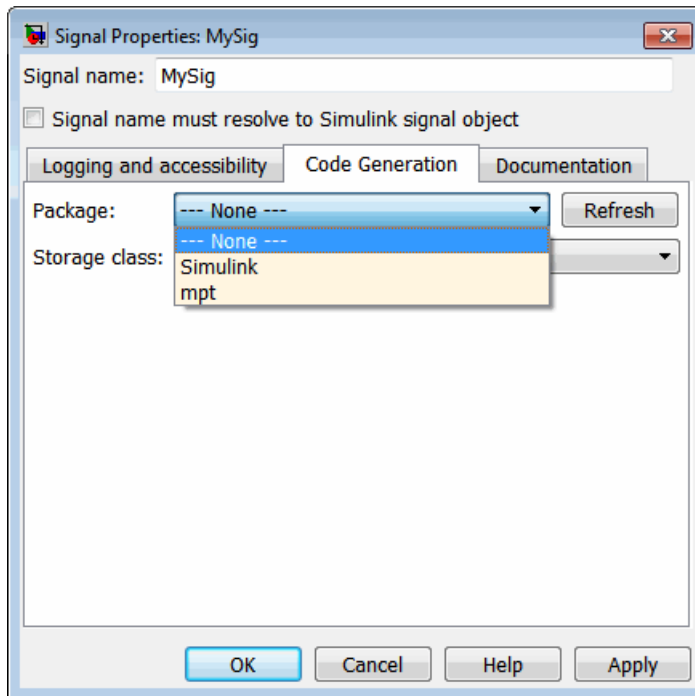 Signal Properties: MySig
Signal name: MySig
Signal name must resolve to Simulink signal object
Logging and accessibility Code Generation Documentation
Package: --- None --- Refresh
--- None ---
Storage class: Simulink
mpt
OK Cancel Help Apply